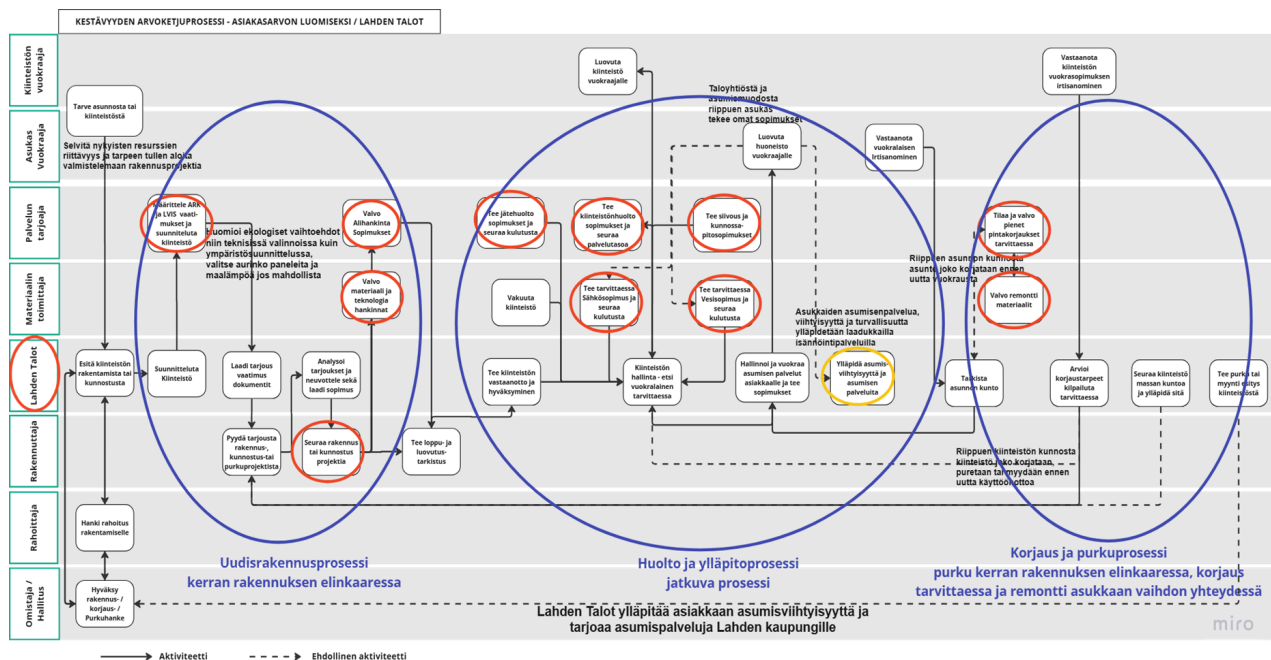 KESTÄVYYDEN ARVOKETJUPROSESSI - ASIAKASARVON LUOMISEKSI / LAHDEN TALOT
Kiinteistön
vuokraaja
Asukas
Vuokraaja
Palvelun
tarjoaja
Materiaalin
toimittaja
Lahden Talot
Rakennuttaja
Rahoittaja
Omistaja /
Hallitus
Tarve asunnosta tai
kiinteistöstä
Selvitä nykyisten resurssien
riittävyys ja tarpeen tullen aloita
valmistelemaan rakennusprojektia
Esitä kiinteistön
rakentamista tai
kunnostusta
Hanki rahoitus
rakentamiselle
Hyväksy
rakennus- /
korjaus- /
Purkuhanke
Määrittele ARK
ja LVIS vaati-
mukset ja
suunnittele
kiinteistö
Suunnittelu
Kiinteistö
Huomioi ekologiset vaihtoehdot
niin teknisissä valinnoissa kuin
ympäristösuunnittelussa,
valitse aurinko paneleita ja
maalämpöä jos mahdollista
Laadi tarjous
vaatimus
dokumentit
Pyydä tarjousta
rakennus-,
kunnostus-tai
purkuprojektista
Analysoi
tarjoukset ja
neuvottele sekä
laadi sopimus
Seuraa rakennus
tai kunnostus
projektia
Valvo
Alihankinta
Sopimukset
Valvo
materiaali ja
teknologia
hankinnat
Tee loppu- ja
luovutus-
tarkistus
Uudisrakennusprosessi
kerran rakennuksen elinkaaressa
Luovuta
kiinteistö
vuokraajalle
Taloyhtiöstä ja
asumismuodosta
riippuen asukas
tekee omat sopimukset
Luovuta
huoneisto
vuokraajalle
Tee jätehuolto
sopimukset ja
seuraa kulutusta
Tee
kiinteistönhuolto
sopimukset ja
seuraa
palvelutasoa
Tee siivous ja
kunnossa-
pitosopimukset
Vakuuta
kiinteistö
Tee tarvittaessa
Sähkösopimus ja
seuraa
kulutusta
Tee tarvittaessa
Vesisopimus ja
seuraa
kulutusta
Asukkaiden asumisenpalvelua,
viihtyisyyttä ja turvallisuutta
ylläpidetään laadukkailla
isännöintipalveluilla
Tee kiinteistön
vastaanotto ja
hyväksyminen
Kiinteistön
hallinta - etsi
vuokralainen
tarvittaessa
Hallinnoi ja vuokraa
asumisen palvelut
asiakkaalle ja tee
sopimukset
Ylläpidä asumis-
viihtyisyyttä ja
asumisen
palveluita
Huolto ja ylläpitoprosessi
jatkuva prosessi
Vastaanota
vuokralaisen
irtisanominen
Vastaanota
kiinteistön
vuokrasopimuksen
irtisanominen
Tilaa ja valvo
pienet
pintakorjaukset
tarvittaessa
Riippuen asunnon kunnosta
asunto joko korjataan ennen
uutta vuokrausta
Valvo remontti
materiaalit
Tarkista
asunnon kunto
Arvioi
korjaustarpeet
kilpailuta
tarvittaessa
Seuraa kiinteistö
massan kuntoa
ja ylläpidä sitä
Tee purku tai
myynti esitys
kiinteistöstä
Riippuen kiinteistön kunnosta
kiinteistö joko korjataan,
puretaan tai myydään ennen
uutta käyttöönottoa
Korjaus ja purkuprosessi
purku kerran rakennuksen elinkaaressa, korjaus
tarvittaessa ja remontti asukkaan vaihdon yhteydessä
Lahden Talot ylläpitää asiakkaan asumisviihtyisyyttä ja
tarjoaa asumispalveluja Lahden kaupungille
miro
Aktiviteetti
Ehdollinen aktiviteetti